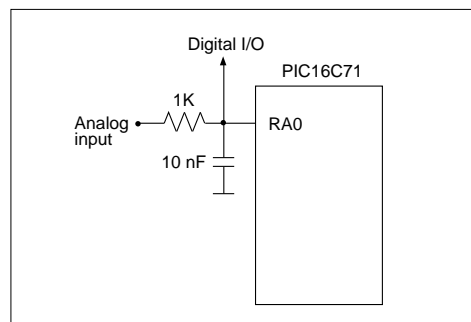 Digital I/O
PIC16C71
1K
Analog
input
RA0
10 nF